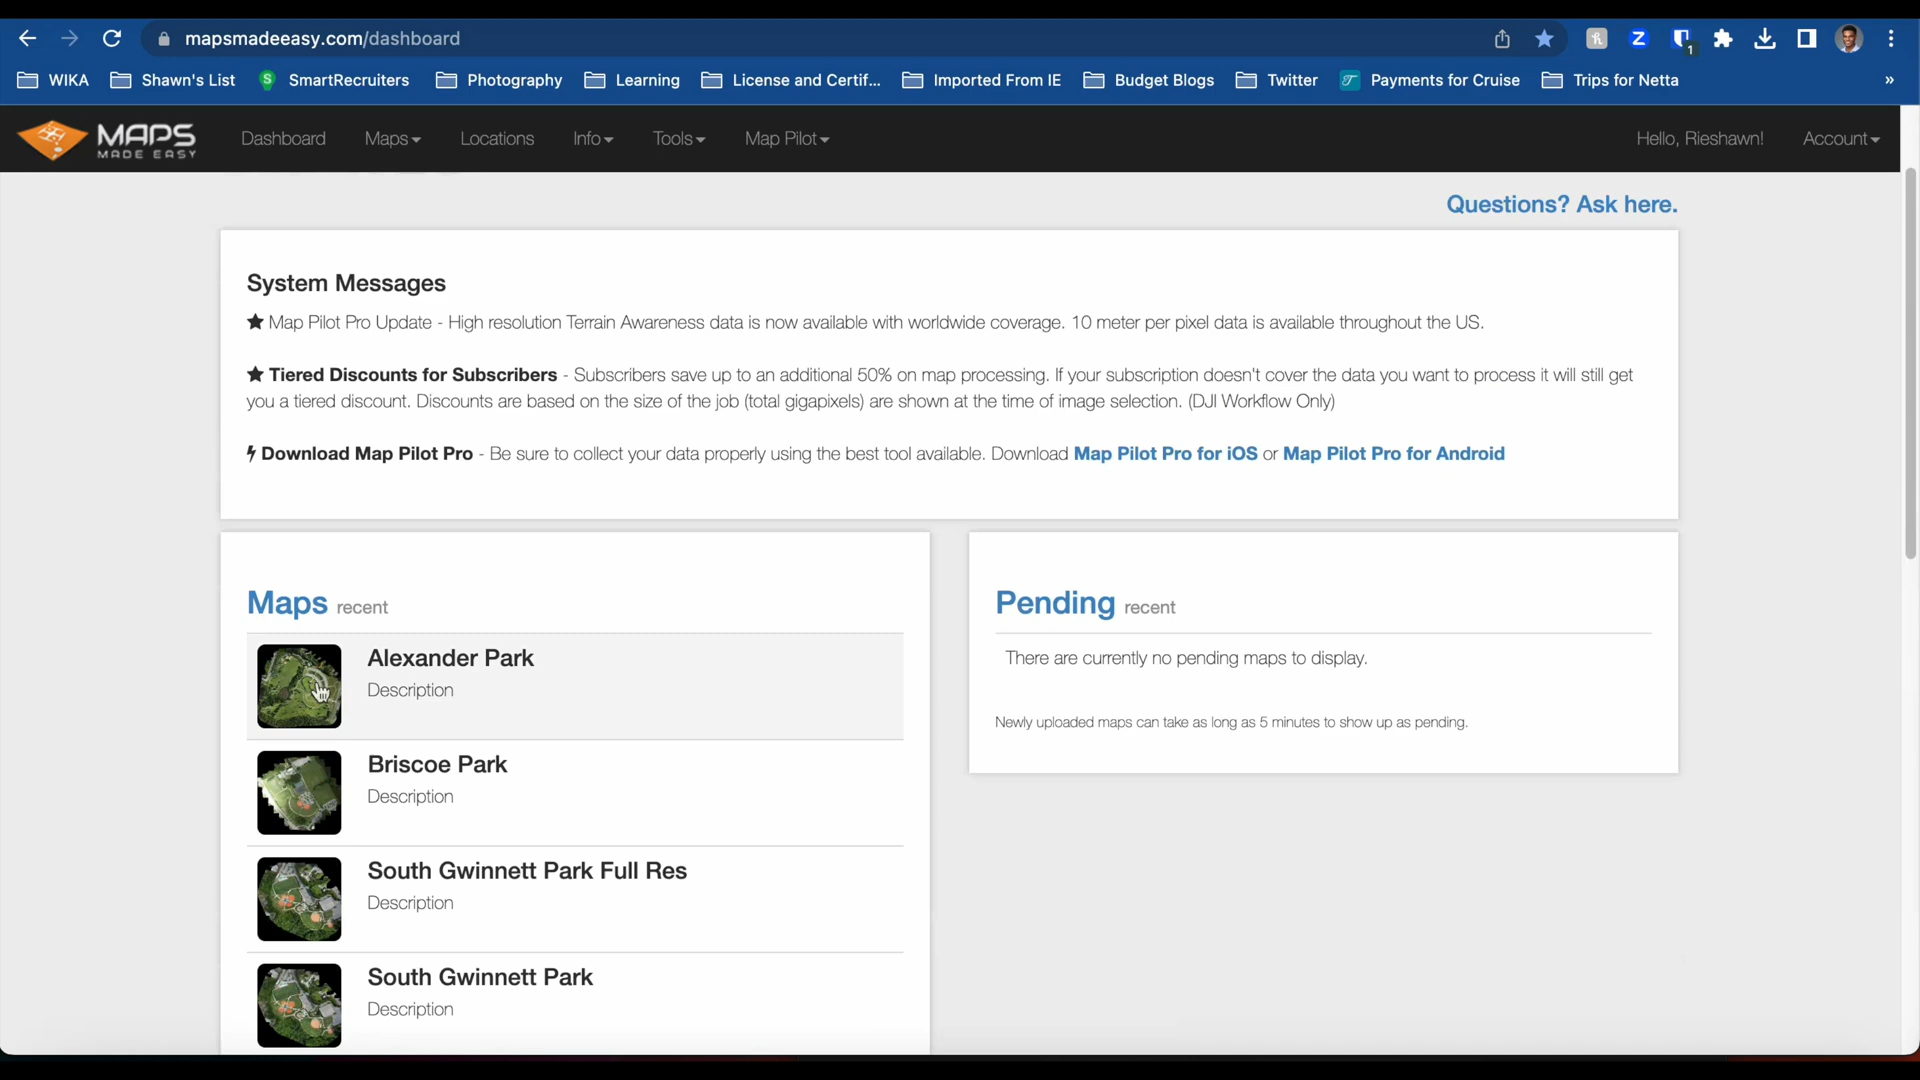 mapsmadeeasy.com/dashboard
1
WIKA Shawn's List SmartRecruiters Photography Learning License and Certif... Imported From IE Budget Blogs Twitter Payments for Cruise Trips for Netta »
MAPS
MADE EASY
Dashboard Maps Locations Info Tools Map Pilot Hello, Rieshawn! Account
Questions? Ask here.
System Messages
Map Pilot Pro Update - High resolution Terrain Awareness data is now available with worldwide coverage. 10 meter per pixel data is available throughout the US.
Tiered Discounts for Subscribers - Subscribers save up to an additional 50% on map processing. If your subscription doesn't cover the data you want to process it will still get
you a tiered discount. Discounts are based on the size of the job (total gigapixels) are shown at the time of image selection. (DJI Workflow Only)
Download Map Pilot Pro - Be sure to collect your data properly using the best tool available. Download Map Pilot Pro for iOS or Map Pilot Pro for Android
Maps recent
Alexander Park
Description
Briscoe Park
Description
South Gwinnett Park Full Res
Description
South Gwinnett Park
Description
Pending recent
There are currently no pending maps to display.
Newly uploaded maps can take as long as 5 minutes to show up as pending.